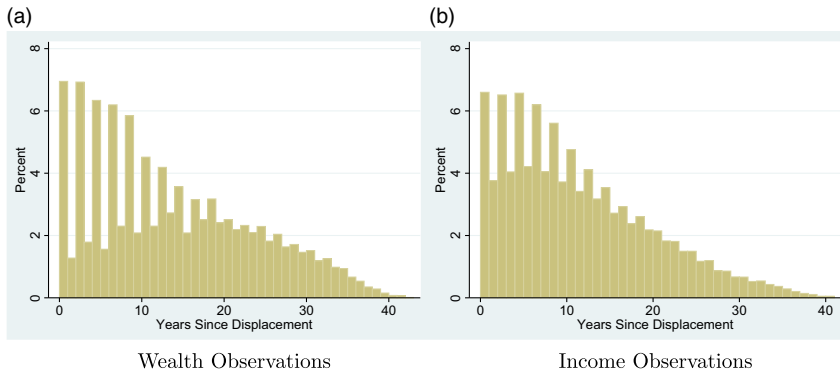 (a)
8
6
4
2
0
Percent
0 10 20 30 40
Years Since Displacement
Wealth Observations
(b)
8
6
4
2
0
Percent
0 10 20 30 40
Years Since Displacement
Income Observations